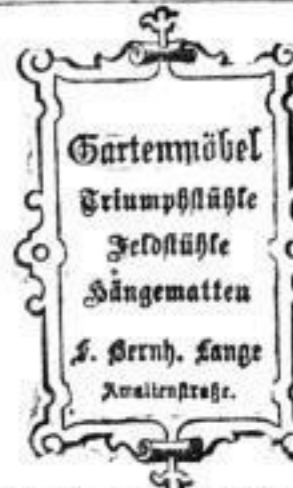 Gartenmöbel
Triumphstühle
Feldstühle
Hängematten
F. Bernh. Lange
Amalienstraße.